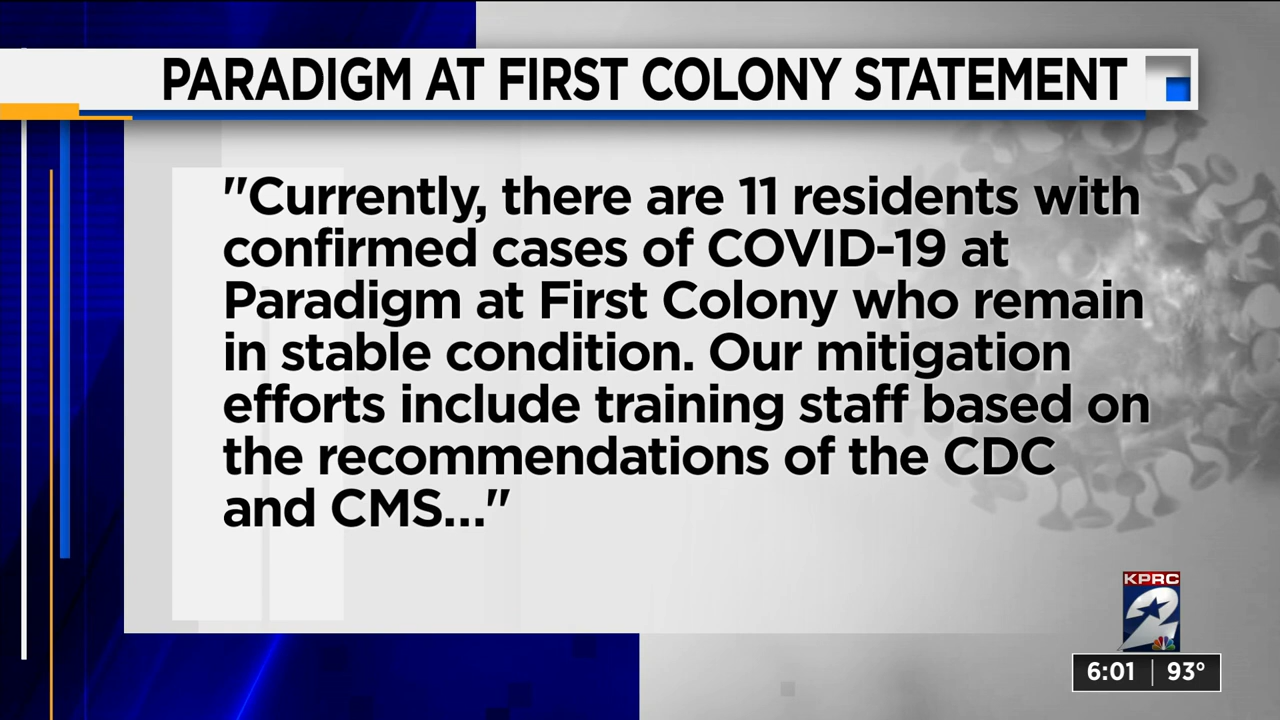 PARADIGM AT FIRST COLONY STATEMENT
"Currently, there are 11 residents with
confirmed cases of COVID-19 at
Paradigm at First Colony who remain
in stable condition. Our mitigation
efforts include training staff based on
the recommendations of the CDC
and CMS..."
KPRC
2
6:01 93°